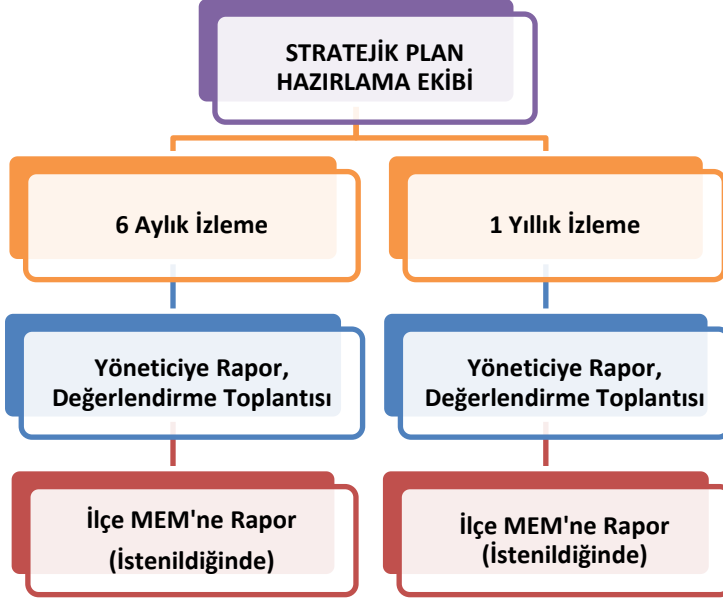 STRATEJİK PLAN
HAZIRLAMA EKİBİ
6 Aylık İzleme
1 Yıllık İzleme
Yöneticiye Rapor,
Değerlendirme Toplantısı
Yöneticiye Rapor,
Değerlendirme Toplantısı
İlçe MEM'ne Rapor
(İstenildiğinde)
İlçe MEM'ne Rapor
(İstenildiğinde)